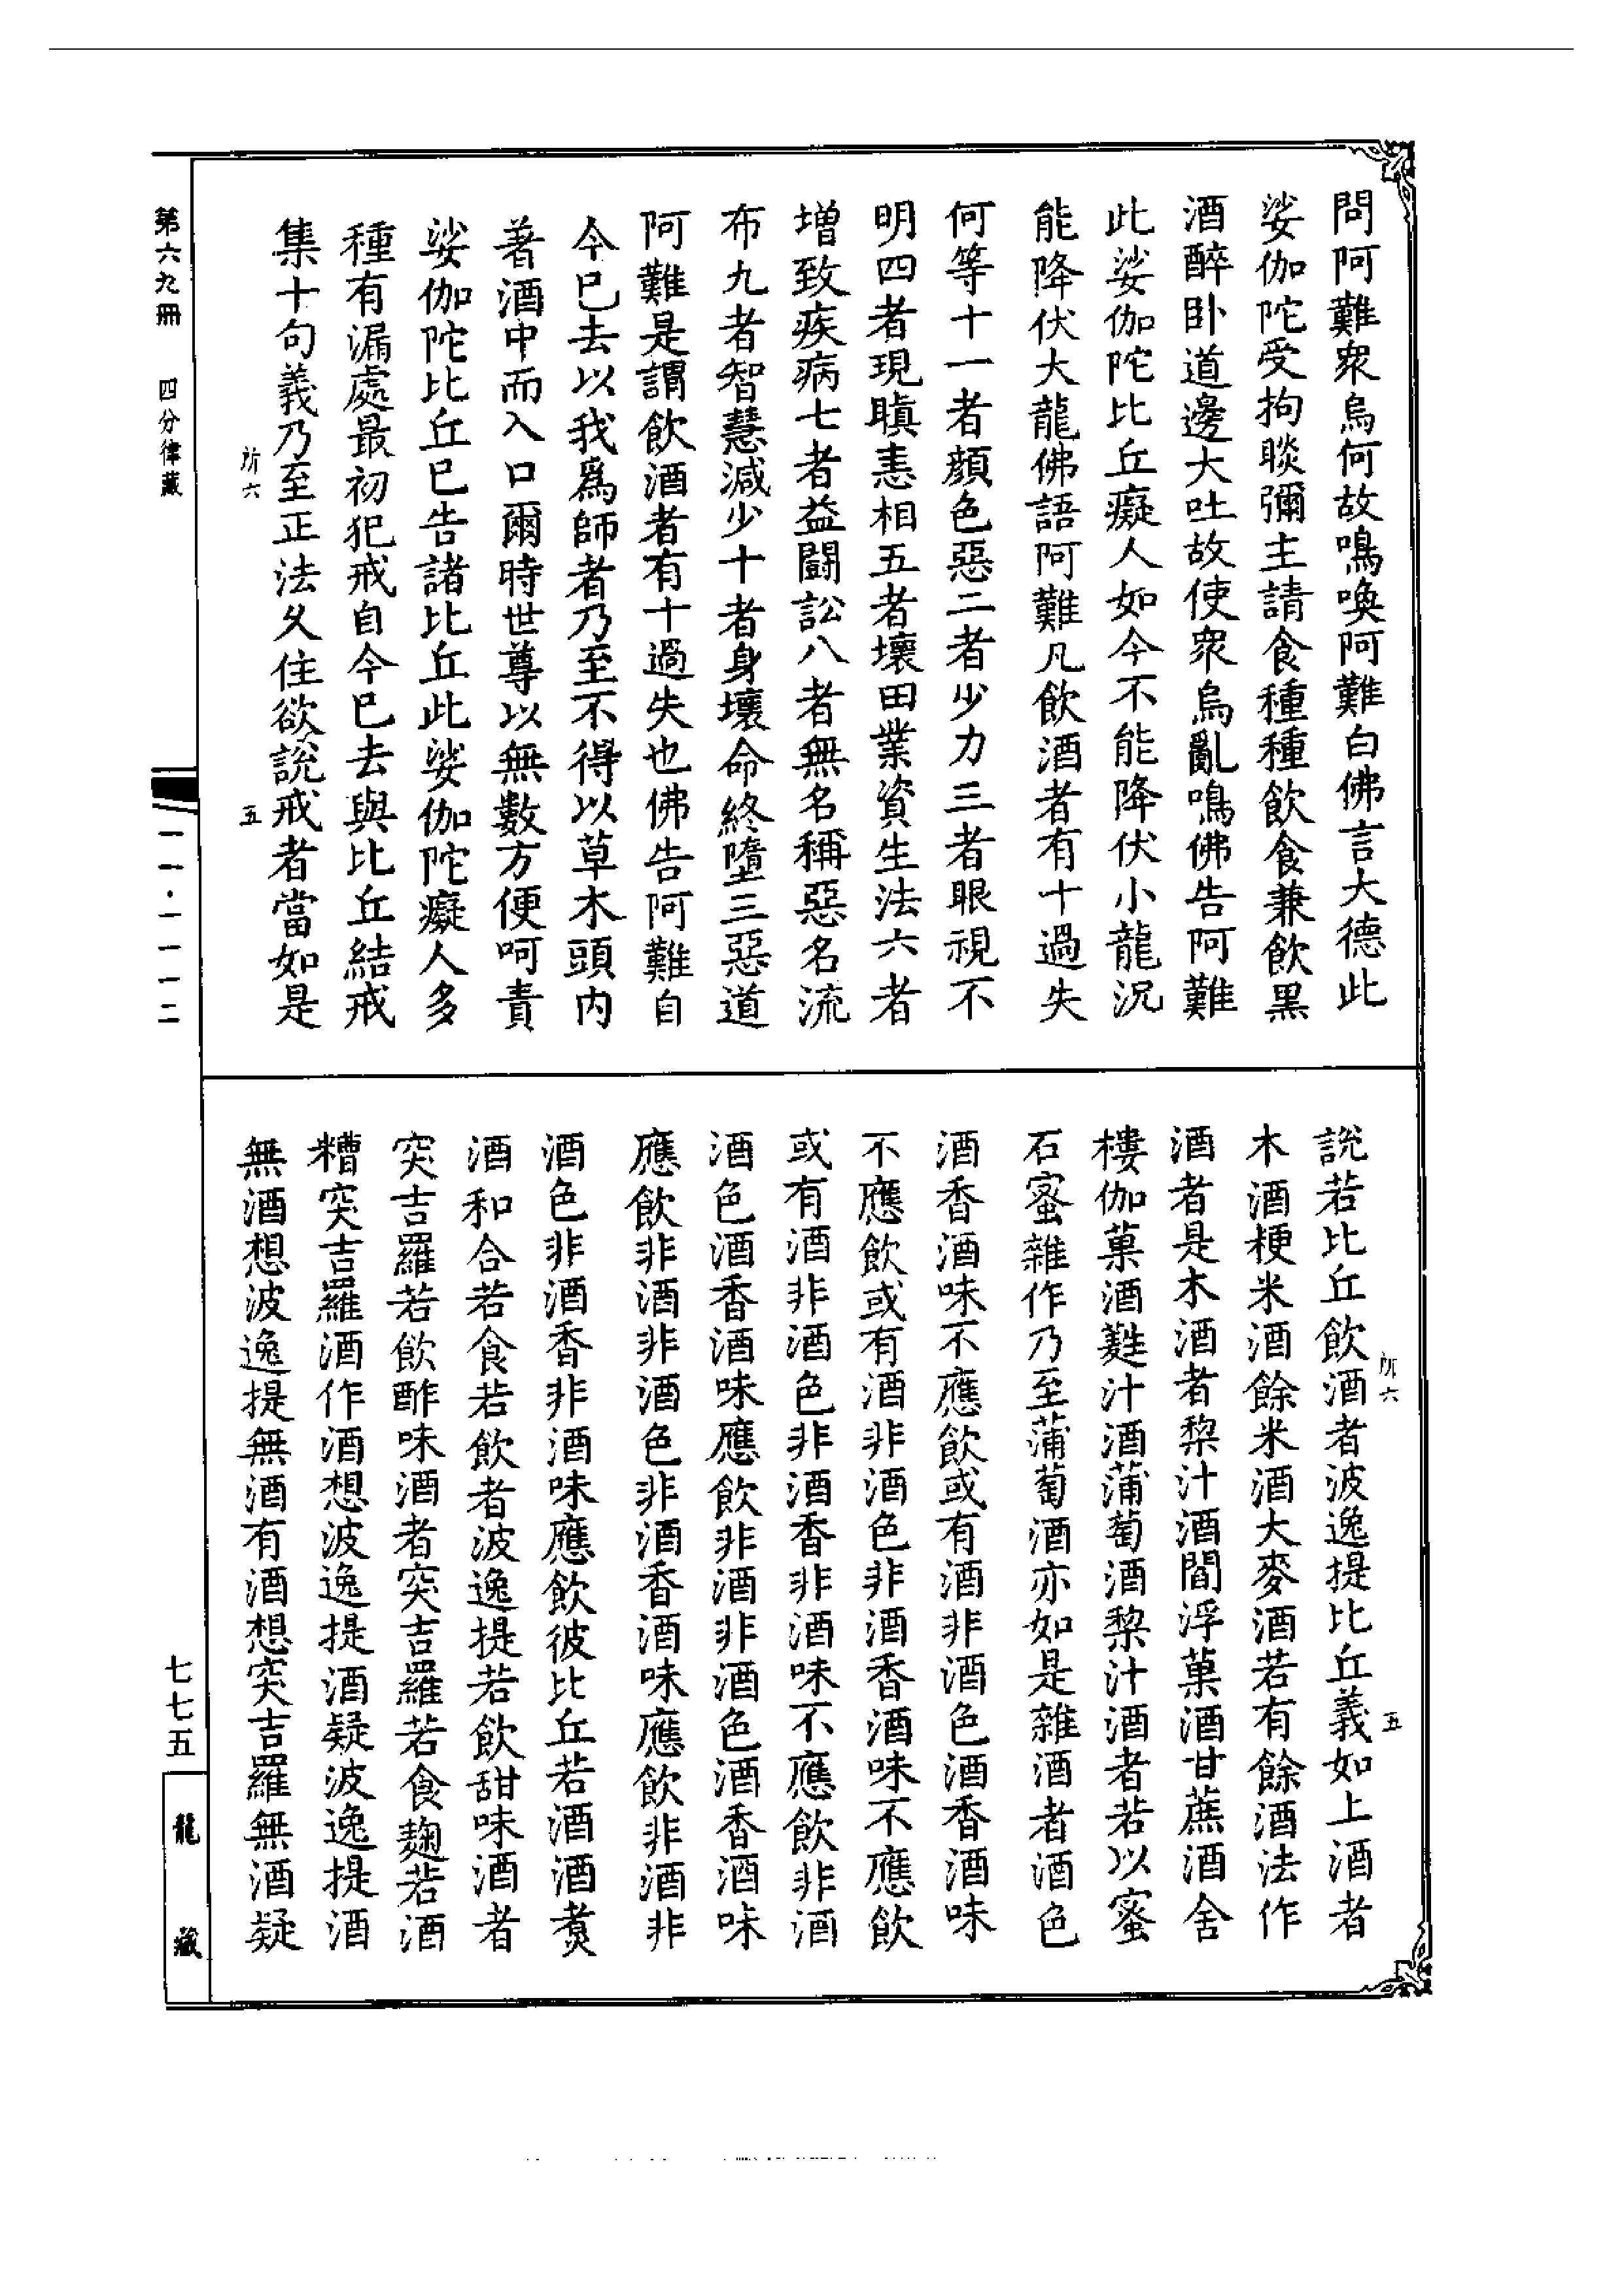 問阿難衆烏何故鳴喚阿難白佛言大德此
娑伽陀受拘睒彌主請食種種飲食兼飲黑
酒醉卧道邊大吐故使衆烏亂鳴佛告阿難
此娑伽陀比丘癡人如今不能降伏小龍況
能降伏大龍佛語阿難凡飲酒者有十過失
何等十一者顏色惡二者少力三者眼視不
明四者現瞋恚相五者壞田業資生法六者
增致疾病七者益鬪訟八者無名稱惡名流
布九者智慧減少十者身壞命終墮三惡道
阿難是謂飲酒者有十過失也佛告阿難自
今已去以我爲師者乃至不得以草木頭內
著酒中而入口爾時世尊以無數方便呵責
娑伽陀比丘已告諸比丘此娑伽陀癡人多
種有漏處最初犯戒自今已去與比丘結戒
集十句義乃至正法久住欲說戒者當如是
所六
五
說若比丘飲酒者波逸提比丘義如上酒者
木酒粳米酒餘米酒大麥酒若有餘酒法作
酒者是木酒者棃汁酒閻浮菓酒甘蔗酒舍
樓伽菓酒蕤汁酒蒲萄酒棃汁酒者若以蜜
石蜜雜作乃至蒲萄酒亦如是雜酒者酒色
酒香酒味不應飲或有酒非酒色酒香酒味
不應飲或有酒非酒色非酒香酒味不應飲
或有酒非酒色非酒香非酒味不應飲非酒
酒色酒香酒味應飲非酒非酒色酒香酒味
應飲非酒非酒色非酒香酒味應飲非酒非
酒色非酒香非酒味應飲彼比丘若酒酒煑
酒和合若食若飲者波逸提若飲甜味酒者
突吉羅若飲酢味酒者突吉羅若食麴若酒
糟突吉羅酒作酒想波逸提酒疑波逸提酒
無酒想波逸提無酒有酒想突吉羅無酒疑
所六
五
第六九冊 四分律藏
一一·一一一二
七七五
龍藏